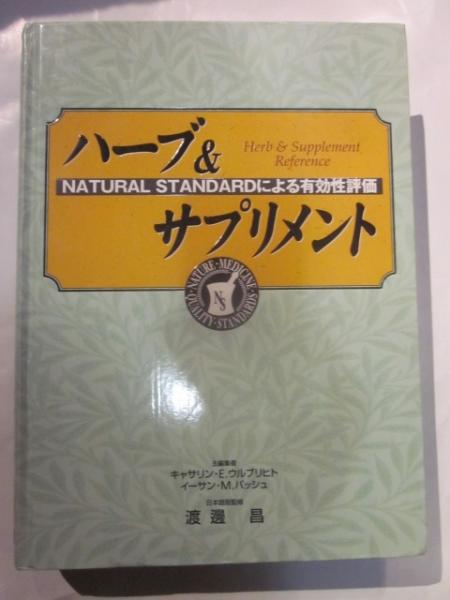 ハーブ&
Herb & Supplement
Reference
NATURAL STANDARDによる有効性評価
サプリメント
NATURE・MEDICINE
QUALITY・STANDARDS
NS
主編集者
キャサリン・E.ウルブリヒト
イーサン・M.バッシュ
日本語版監修
渡邊 昌